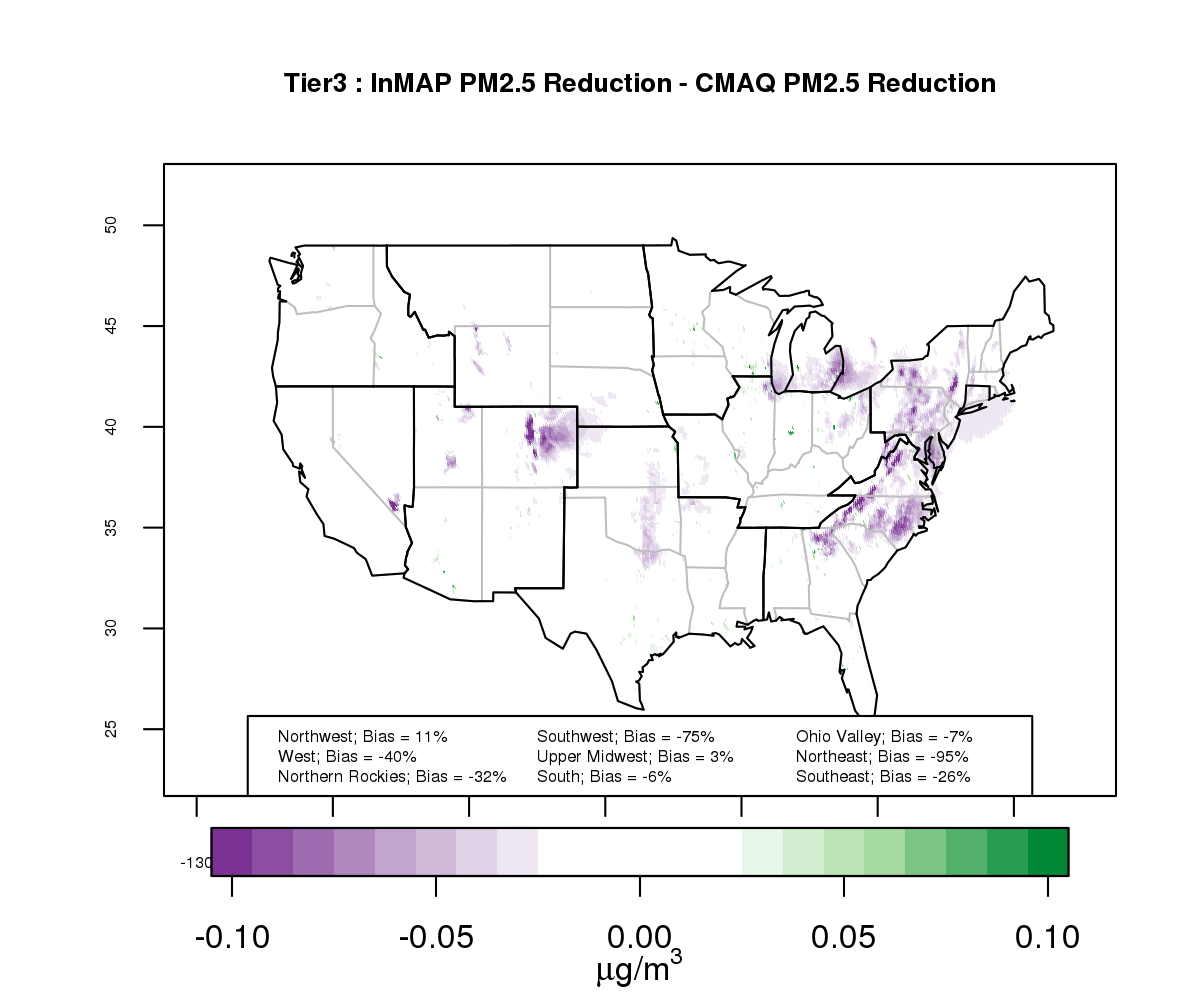 Tier3 : InMAP PM2.5 Reduction - CMAQ PM2.5 Reduction
50
45
40
35
30
25
Northwest; Bias = 11% Southwest; Bias = -75% Ohio Valley; Bias = -7%
West; Bias = -40% Upper Midwest; Bias = 3% Northeast; Bias = -95%
Northern Rockies; Bias = -32% South; Bias = -6% Southeast; Bias = -26%
-130
-0.10 -0.05 0.00 0.05 0.10
μg/m³